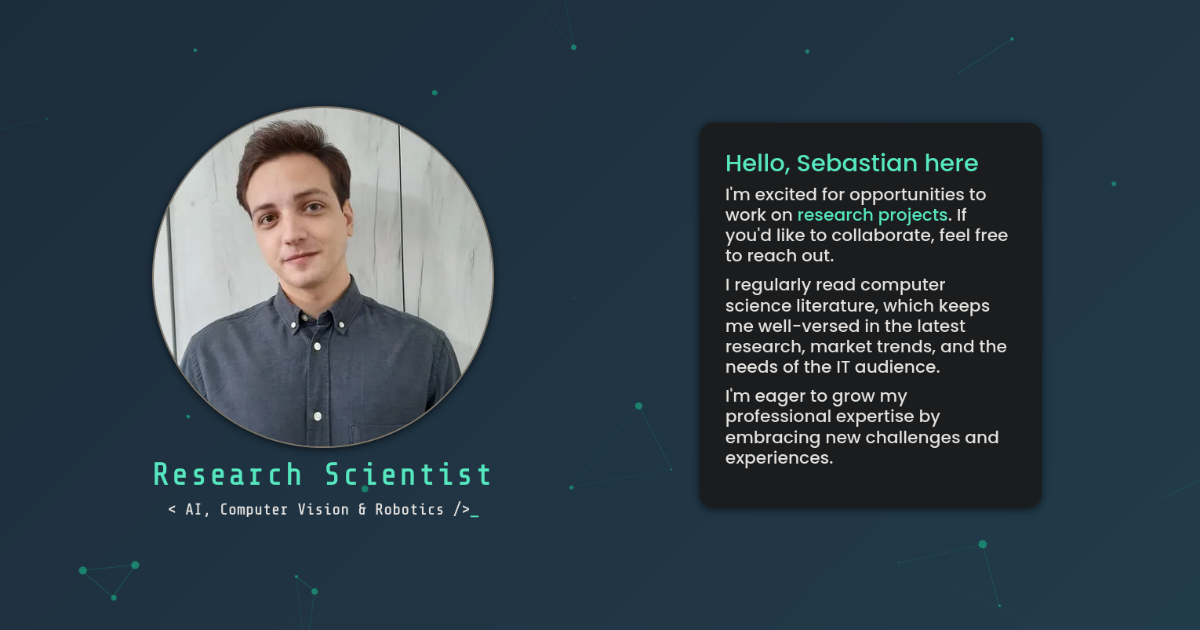 Research Scientist
< AI, Computer Vision & Robotics />_
Hello, Sebastian here
I'm excited for opportunities to
work on research projects. If
you'd like to collaborate, feel free
to reach out.
I regularly read computer
science literature, which keeps
me well-versed in the latest
research, market trends, and the
needs of the IT audience.
I'm eager to grow my
professional expertise by
embracing new challenges and
experiences.